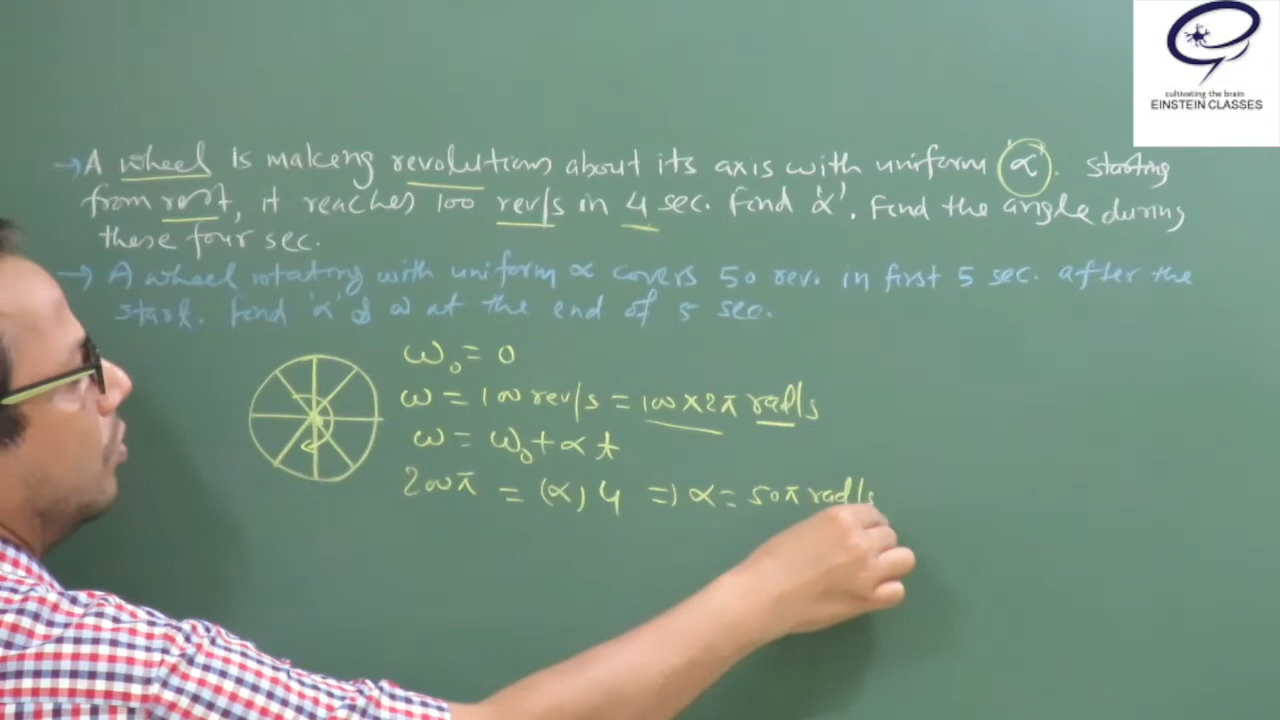 cultivating the brain
EINSTEIN CLASSES
→ A wheel is making revolutions about its axis with uniform 'α'. starting
from rest, it reaches 100 rev/s in 4 sec. Find 'α'. Find the angle during
these four sec.
→ A wheel rotating with uniform α covers 50 rev. in first 5 sec. after the
start. Find 'α' & ω at the end of 5 sec.
ω₀ = 0
ω = 100 rev/s = 100 × 2π rad/s
ω = ω₀ + α t
200π = (α) 4 ⇒ α = 50π rad/s